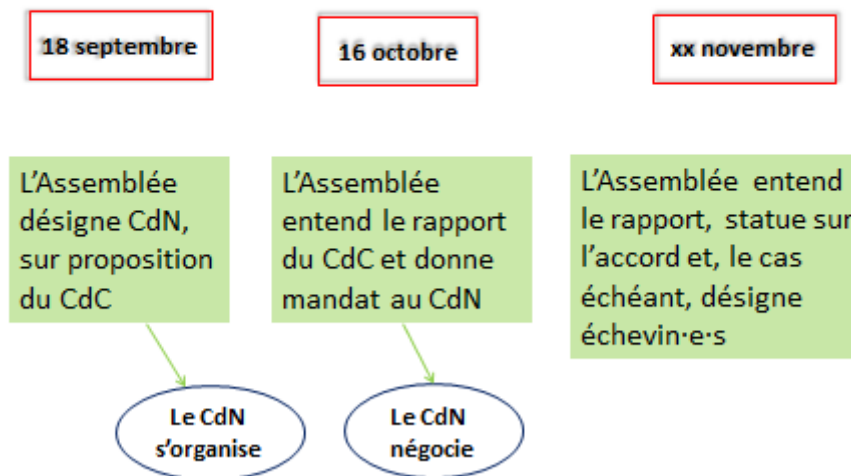 18 septembre
16 octobre
xx novembre
L'Assemblée
désigne CdN,
sur proposition
du CdC
L'Assemblée
entend le rapport
du CdC et donne
mandat au CdN
L'Assemblée entend
le rapport, statue sur
l'accord et, le cas
échéant, désigne
échevin·e·s
Le CdN
s'organise
Le CdN
négocie